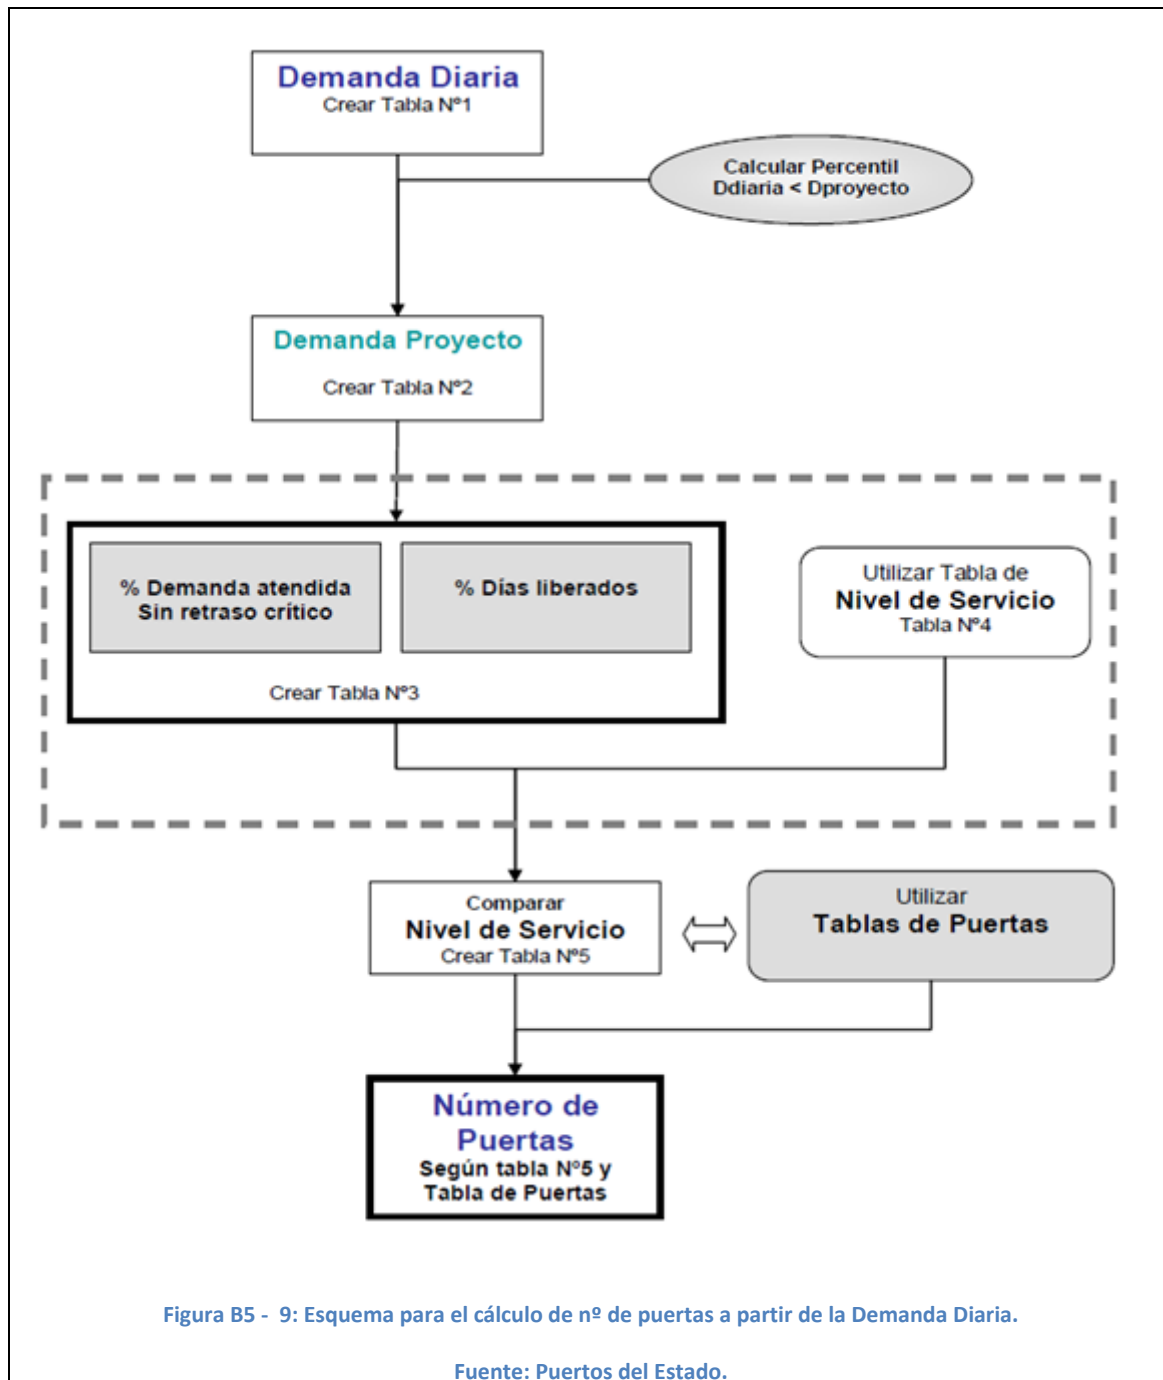 Demanda Diaria
Crear Tabla Nº1
Calcular Percentil
Ddiaria < Dproyecto
Demanda Proyecto
Crear Tabla Nº2
% Demanda atendida
Sin retraso crítico
% Días liberados
Crear Tabla Nº3
Utilizar Tabla de
Nivel de Servicio
Tabla Nº4
Comparar
Nivel de Servicio
Crear Tabla Nº5
Utilizar
Tablas de Puertas
Número de
Puertas
Según tabla Nº5 y
Tabla de Puertas
Figura B5 - 9: Esquema para el cálculo de nº de puertas a partir de la Demanda Diaria.
Fuente: Puertos del Estado.